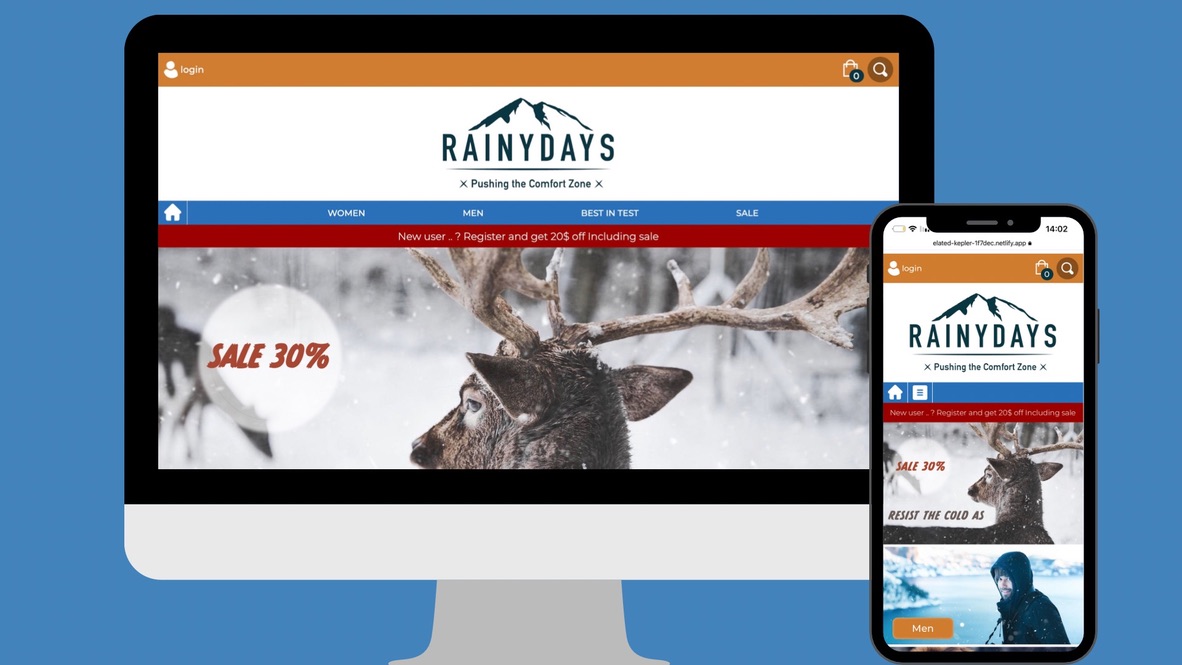 login
0
RAINYDAYS
Pushing the Comfort Zone
WOMEN MEN BEST IN TEST SALE
New user .. ? Register and get 20$ off Including sale
SALE 30%
14:02
elated-kepler-1f7dec.netlify.app
login
0
RAINYDAYS
Pushing the Comfort Zone
New user .. ? Register and get 20$ off Including sale
SALE 30%
RESIST THE COLD AS
Men